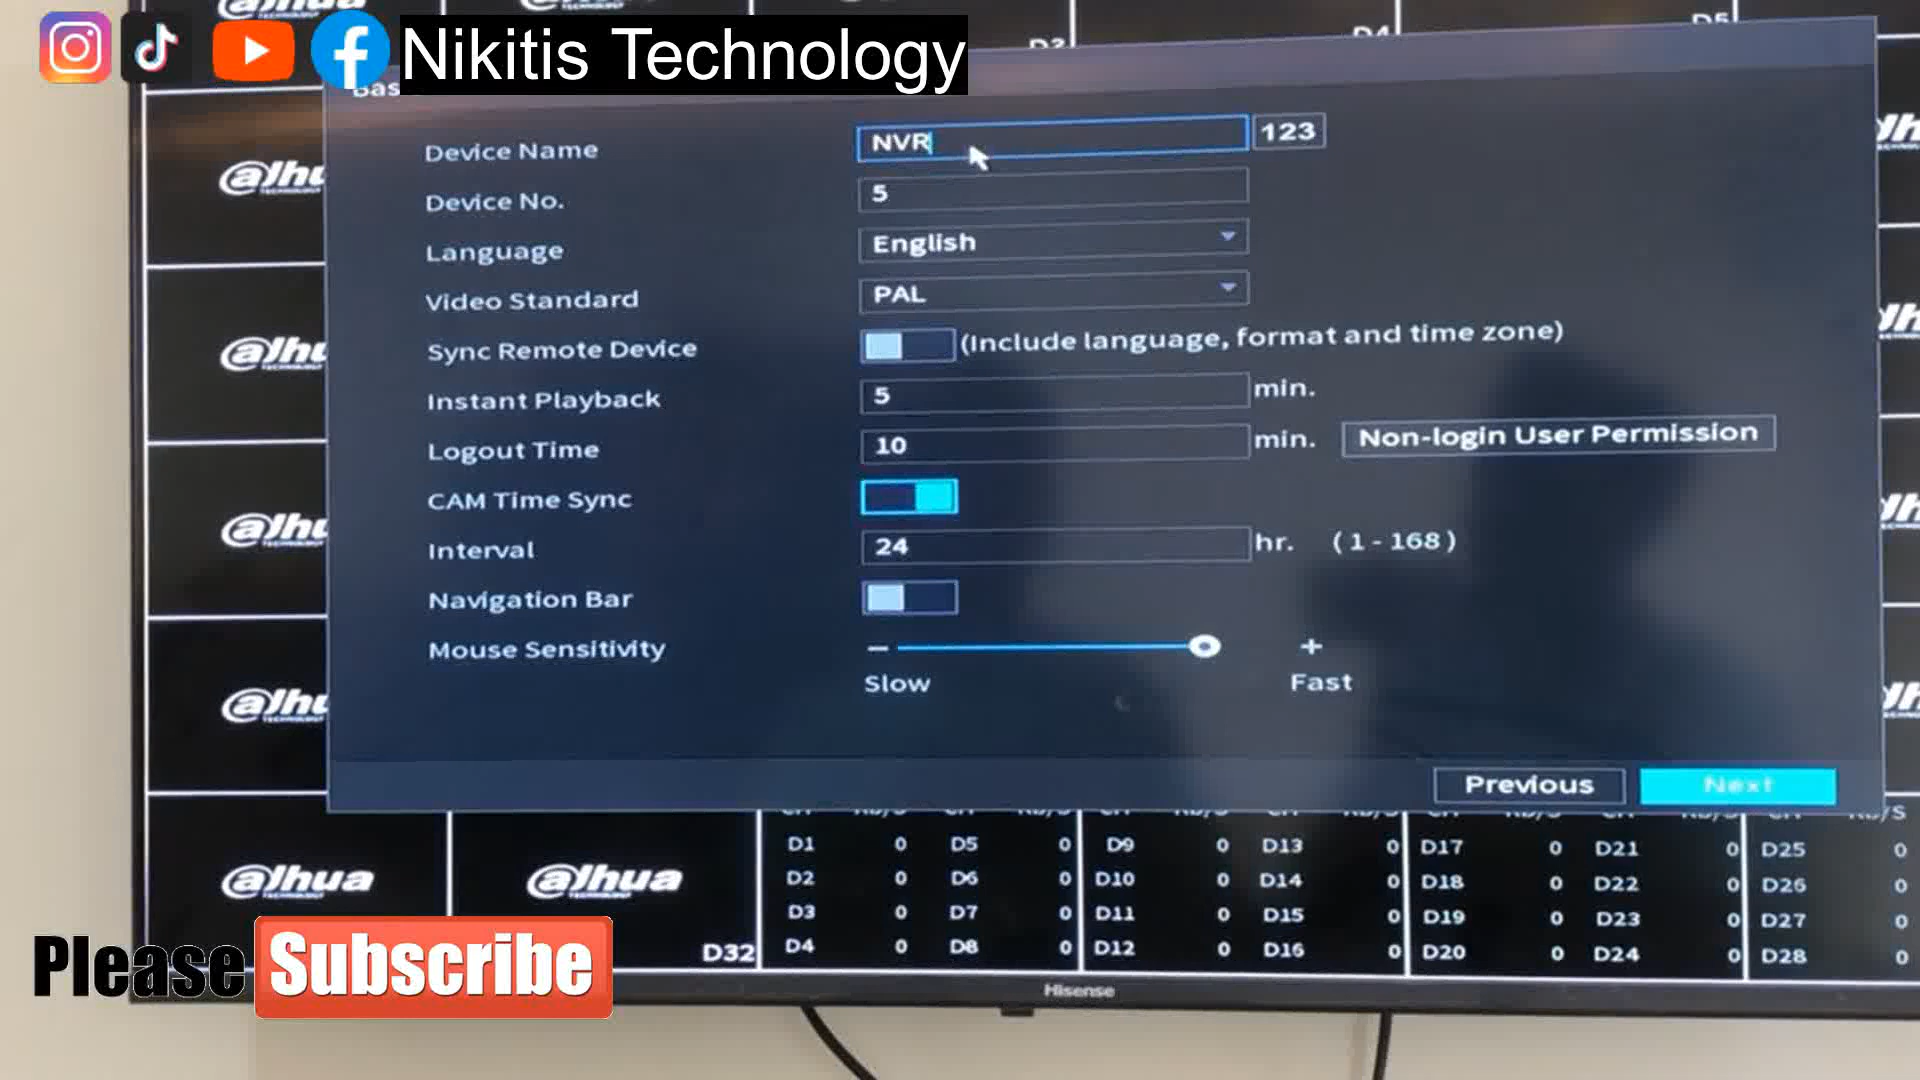 Nikitis Technology
Bas
Device Name NVR 123
Device No. 5
Language English
Video Standard PAL
Sync Remote Device (Include language, format and time zone)
Instant Playback 5 min.
Logout Time 10 min. Non-login User Permission
CAM Time Sync
Interval 24 hr. ( 1 - 168 )
Navigation Bar
Mouse Sensitivity - +
Slow Fast
Previous Next
D1 0 D5 0 D9 0 D13 0 D17 0 D21 0 D25 0
D2 0 D6 0 D10 0 D14 0 D18 0 D22 0 D26 0
D3 0 D7 0 D11 0 D15 0 D19 0 D23 0 D27 0
D4 0 D8 0 D12 0 D16 0 D20 0 D24 0 D28 0
alhua alhua
D32
Please Subscribe
Hisense